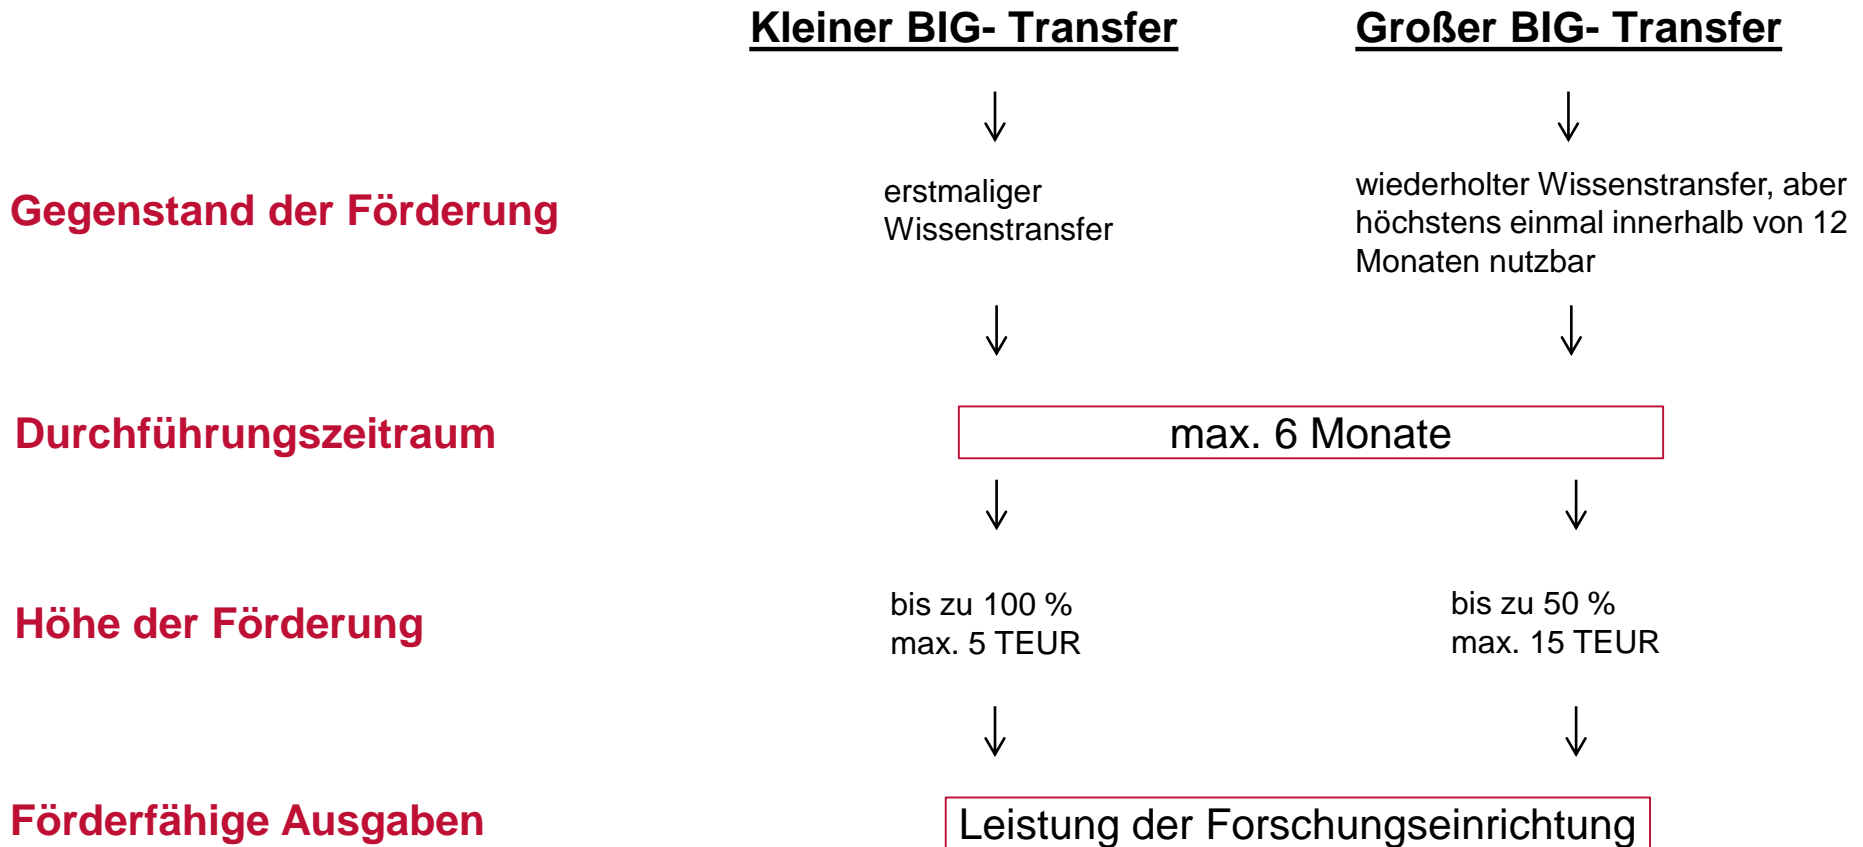 Kleiner BIG- Transfer
Großer BIG- Transfer
Gegenstand der Förderung
erstmaliger
Wissenstransfer
wiederholter Wissenstransfer, aber
höchstens einmal innerhalb von 12
Monaten nutzbar
Durchführungszeitraum
max. 6 Monate
Höhe der Förderung
bis zu 100 %
max. 5 TEUR
bis zu 50 %
max. 15 TEUR
Förderfähige Ausgaben
Leistung der Forschungseinrichtung